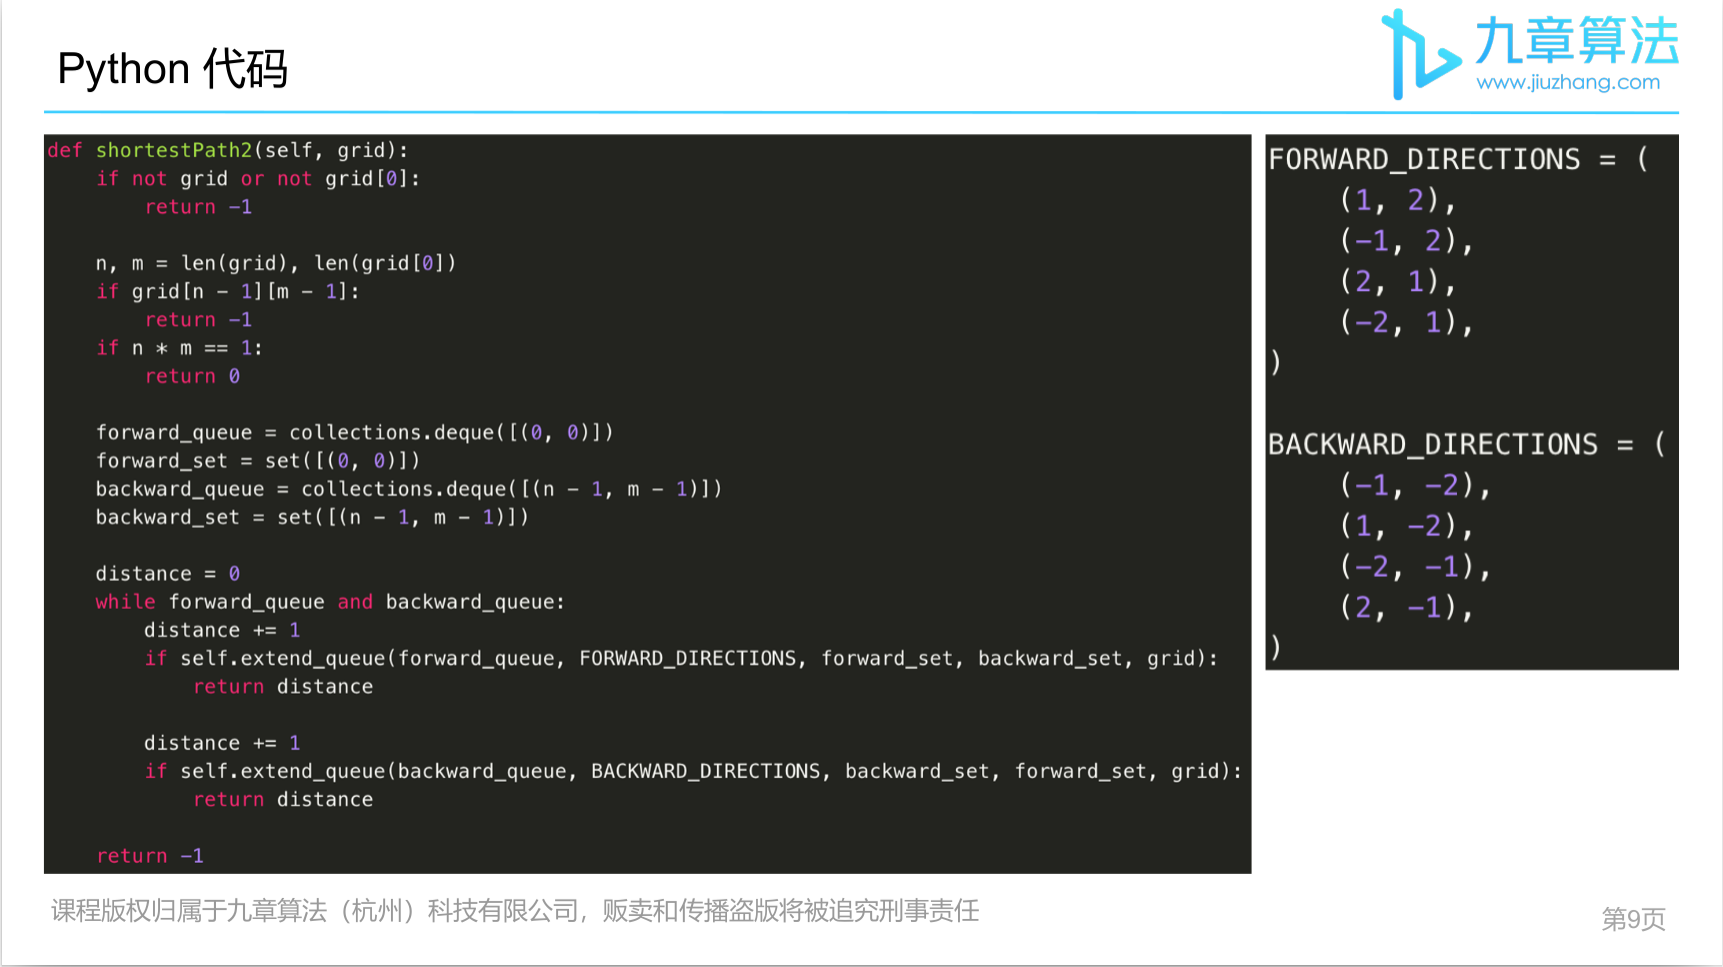 Python 代码
九章算法
www.jiuzhang.com
def shortestPath2(self, grid):
    if not grid or not grid[0]:
        return -1

    n, m = len(grid), len(grid[0])
    if grid[n - 1][m - 1]:
        return -1
    if n * m == 1:
        return 0

    forward_queue = collections.deque([(0, 0)])
    forward_set = set([(0, 0)])
    backward_queue = collections.deque([(n - 1, m - 1)])
    backward_set = set([(n - 1, m - 1)])

    distance = 0
    while forward_queue and backward_queue:
        distance += 1
        if self.extend_queue(forward_queue, FORWARD_DIRECTIONS, forward_set, backward_set, grid):
            return distance

        distance += 1
        if self.extend_queue(backward_queue, BACKWARD_DIRECTIONS, backward_set, forward_set, grid):
            return distance

    return -1
FORWARD_DIRECTIONS = (
    (1, 2),
    (-1, 2),
    (2, 1),
    (-2, 1),
)

BACKWARD_DIRECTIONS = (
    (-1, -2),
    (1, -2),
    (-2, -1),
    (2, -1),
)
课程版权归属于九章算法（杭州）科技有限公司，贩卖和传播盗版将被追究刑事责任
第9页